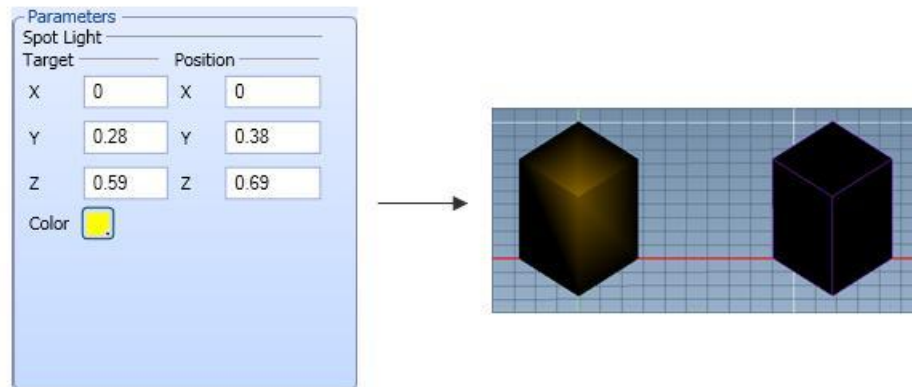 Parameters
Spot Light
Target Position
X 0 X 0
Y 0.28 Y 0.38
Z 0.59 Z 0.69
Color